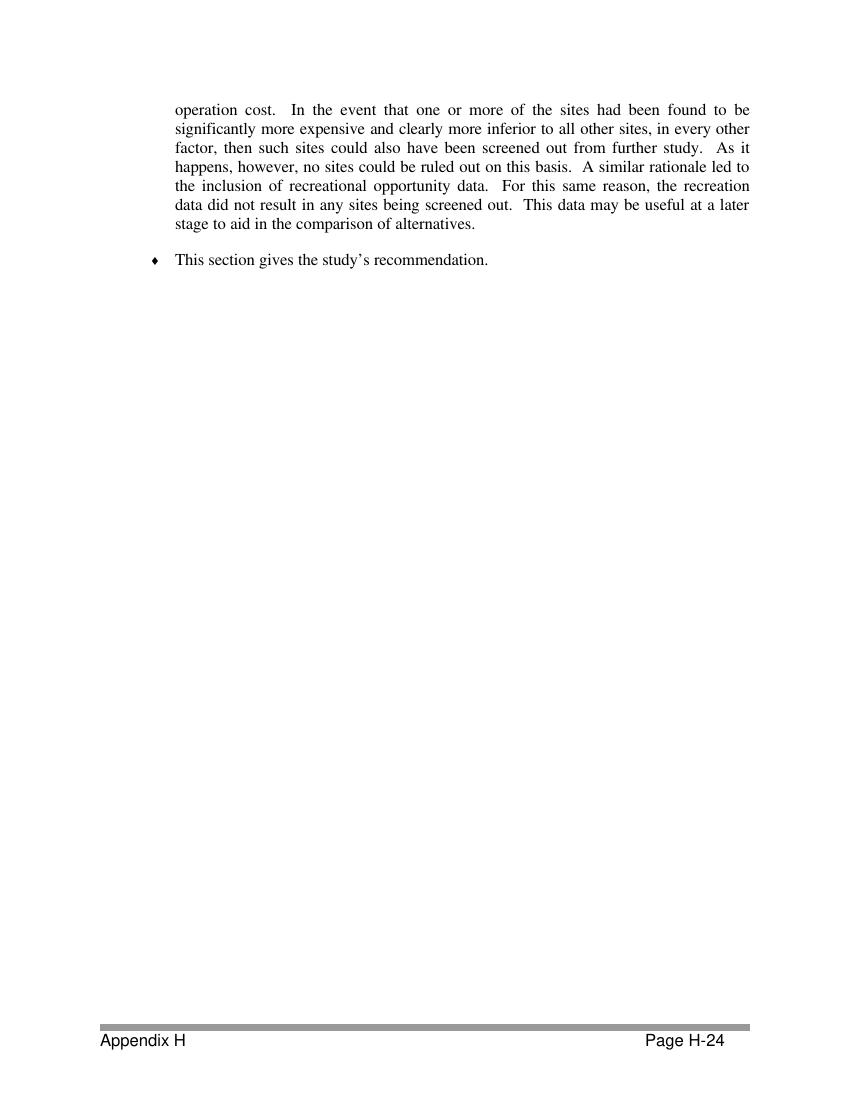 operation cost.  In the event that one or more of the sites had been found to be
significantly more expensive and clearly more inferior to all other sites, in every other
factor, then such sites could also have been screened out from further study.  As it
happens, however, no sites could be ruled out on this basis.  A similar rationale led to
the inclusion of recreational opportunity data.  For this same reason, the recreation
data did not result in any sites being screened out.  This data may be useful at a later
stage to aid in the comparison of alternatives.
♦ This section gives the study’s recommendation.
Appendix H Page H-24